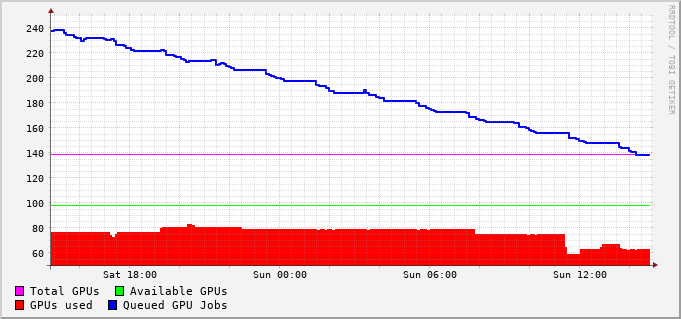 RRDTOOL / TOBI OETIKER
240
220
200
180
160
140
120
100
80
60
Sat 18:00 Sun 00:00 Sun 06:00 Sun 12:00
Total GPUs Available GPUs
GPUs used Queued GPU Jobs